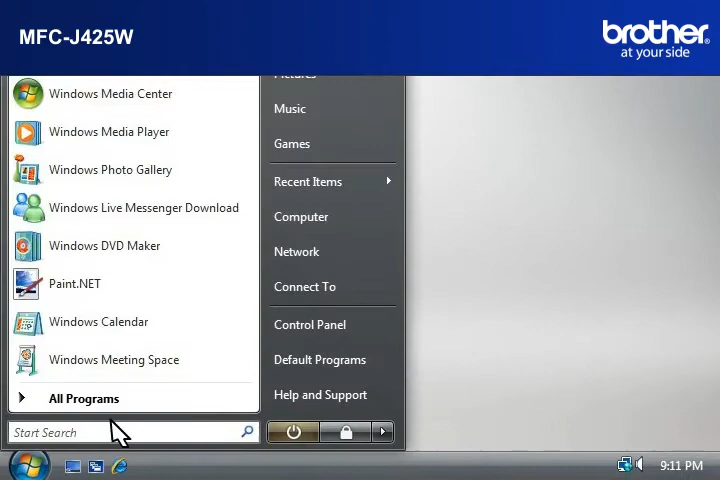 MFC-J425W
brother
at your side
Windows Media Center
Windows Media Player
Windows Photo Gallery
Windows Live Messenger Download
Windows DVD Maker
Paint.NET
Windows Calendar
Windows Meeting Space
All Programs
Start Search
Pictures
Music
Games
Recent Items
Computer
Network
Connect To
Control Panel
Default Programs
Help and Support
9:11 PM